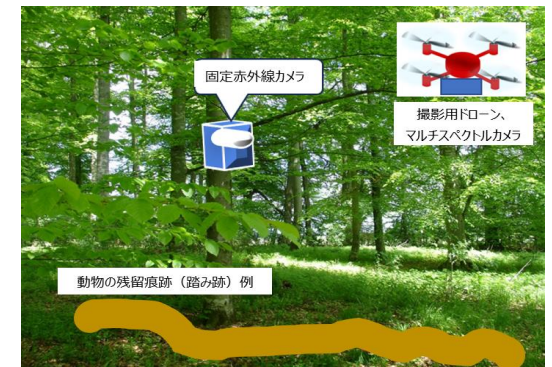 固定赤外線カメラ
撮影用ドローン、
マルチスペクトルカメラ
動物の残留痕跡（踏み跡）例